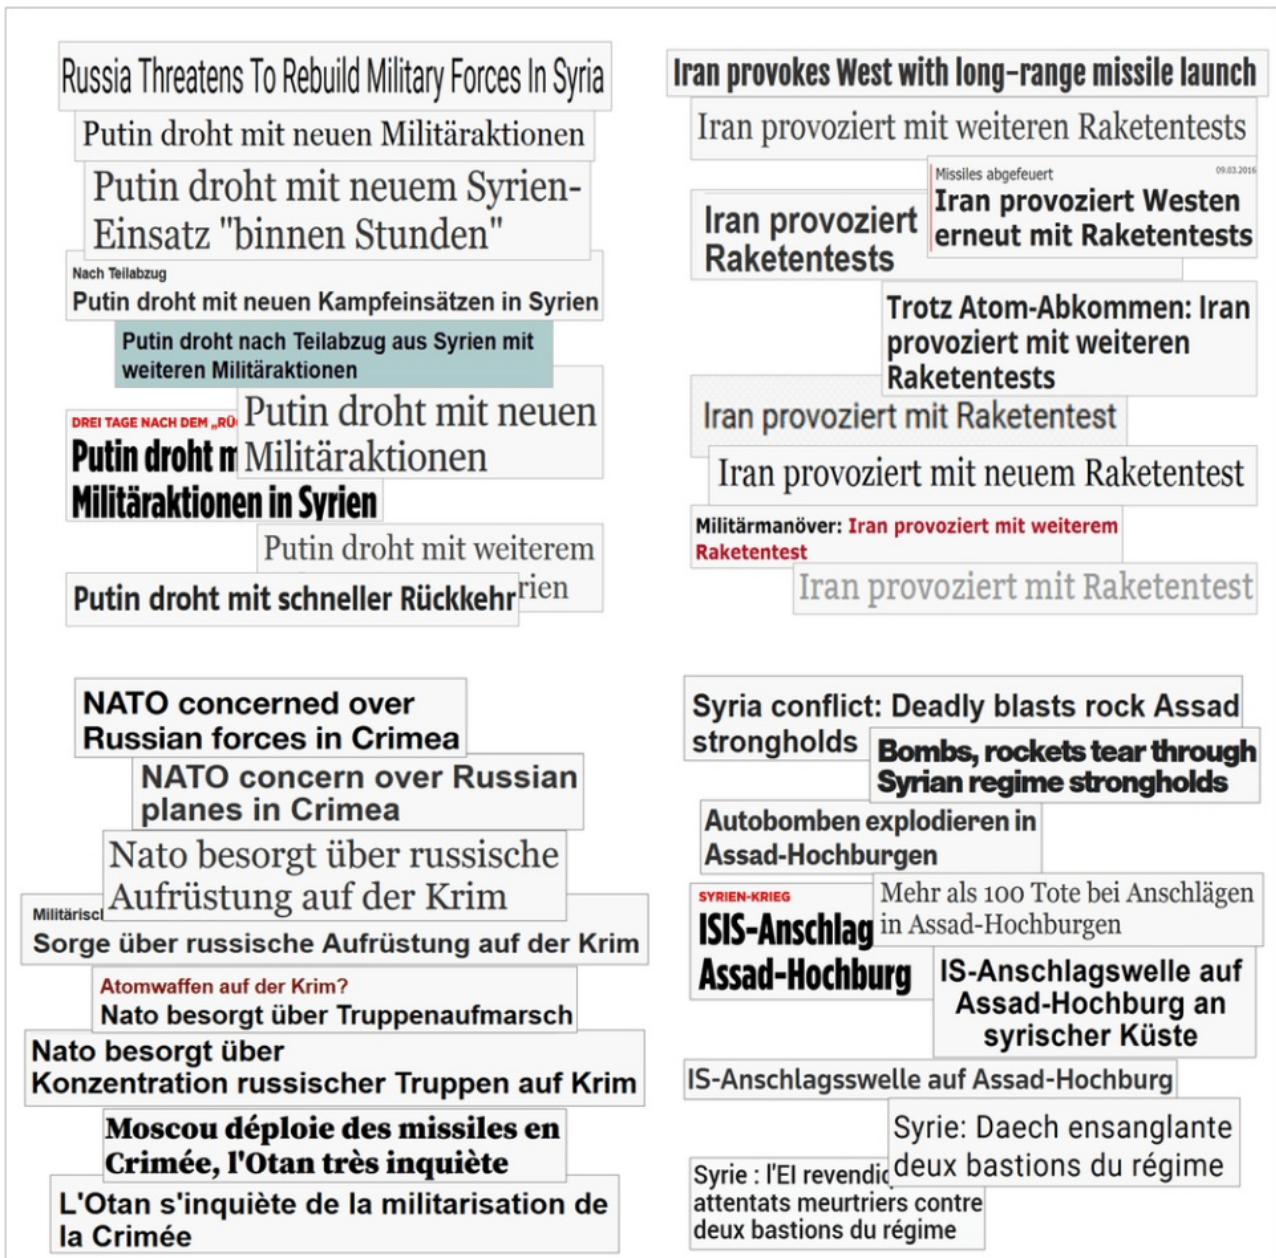 Russia Threatens To Rebuild Military Forces In Syria
Putin droht mit neuen Militäraktionen
Putin droht mit neuem Syrien-
Einsatz "binnen Stunden"
Nach Teilabzug
Putin droht mit neuen Kampfeinsätzen in Syrien
Putin droht nach Teilabzug aus Syrien mit
weiteren Militäraktionen
Putin droht mit neuen
Militäraktionen
DREI TAGE NACH DEM
Putin droht
Militäraktionen in Syrien
Putin droht mit weiterem
Putin droht mit schneller Rückkehr
Iran provokes West with long-range missile launch
Iran provoziert mit weiteren Raketentests
Missiles abgefeuert
09.03.2016
Iran provoziert Westen
erneut mit Raketentests
Iran provoziert
Raketentests
Trotz Atom-Abkommen: Iran
provoziert mit weiteren
Raketentests
Iran provoziert mit Raketentest
Iran provoziert mit neuem Raketentest
Militärmanöver: Iran provoziert mit weiterem
Raketentest
Iran provoziert mit Raketentest
NATO concerned over
Russian forces in Crimea
NATO concern over Russian
planes in Crimea
Nato besorgt über russische
Aufrüstung auf der Krim
Sorge über russische Aufrüstung auf der Krim
Atomwaffen auf der Krim?
Nato besorgt über Truppenaufmarsch
Nato besorgt über
Konzentration russischer Truppen auf Krim
Moscou déploie des missiles en
Crimée, l'Otan très inquiète
L'Otan s'inquiète de la militarisation de
la Crimée
Syria conflict: Deadly blasts rock Assad
strongholds
Bombs, rockets tear through
Syrian regime strongholds
Autobomben explodieren in
Assad-Hochburgen
SYRIEN-KRIEG
ISIS-Anschlag
Assad-Hochburg
Mehr als 100 Tote bei Anschlägen
in Assad-Hochburgen
IS-Anschlagswelle auf
Assad-Hochburg an
syrischer Küste
IS-Anschlagsswelle auf Assad-Hochburg
Syrie: Daech ensanglante
deux bastions du régime
Syrie : l'EI
attentats meurtriers contre
deux bastions du régime